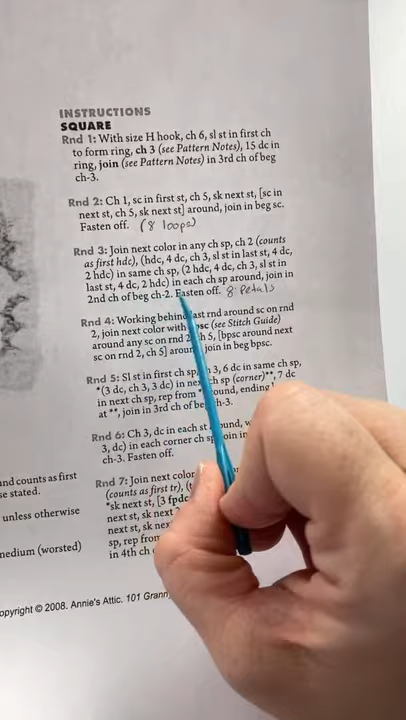 INSTRUCTIONS
SQUARE
Rnd 1: With size H hook, ch 6, sl st in first ch
to form ring, ch 3 (see Pattern Notes), 15 dc in
ring, join (see Pattern Notes) in 3rd ch of beg
ch-3.
Rnd 2: Ch 1, sc in first st, ch 5, sk next st, [sc in
next st, ch 5, sk next st] around, join in beg sc.
Fasten off. (8 loops)
Rnd 3: Join next color in any ch sp, ch 2 (counts
as first hdc), (hdc, 4 dc, ch 3, sl st in last st, 4 dc,
2 hdc) in same ch sp, (2 hdc, 4 dc, ch 3, sl st in
last st, 4 dc, 2 hdc) in each ch sp around, join in
2nd ch of beg ch-2. Fasten off. 8 Petals
Rnd 4: Working behind last rnd around sc on rnd
2, join next color with bpsc (see Stitch Guide)
around any sc on rnd 2, ch 5, [bpsc around next
sc on rnd 2, ch 5] around, join in beg bpsc.
Rnd 5: Sl st in first ch sp, ch 3, 6 dc in same ch sp,
*(3 dc, ch 3, 3 dc) in next ch sp (corner)**, 7 dc
in next ch sp, rep from * around, ending
at **, join in 3rd ch of beg ch-3.
Rnd 6: Ch 3, dc in each st around, w
3, dc) in each corner ch sp, join in
ch-3. Fasten off.
Rnd 7: Join next color
(counts as first tr), (
*sk next st, [3 fpdc
next st, sk next
next st, sk nex
sp, rep from
in 4th ch
and counts as first
se stated.
unless otherwise
medium (worsted)
opyright © 2008. Annie's Attic. 101 Grann